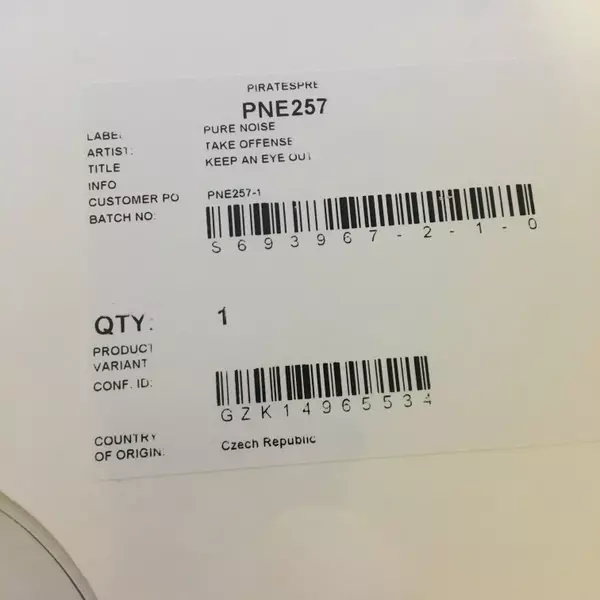 PIRATESPRE
PNE257
LABEL: PURE NOISE
ARTIST: TAKE OFFENSE
TITLE KEEP AN EYE OUT
INFO
CUSTOMER PO PNE257-1
BATCH NO:
S693967-2-1-0
QTY: 1
PRODUCT
VARIANT
CONF. ID:
GZK14965534
COUNTRY
OF ORIGIN: Czech Republic